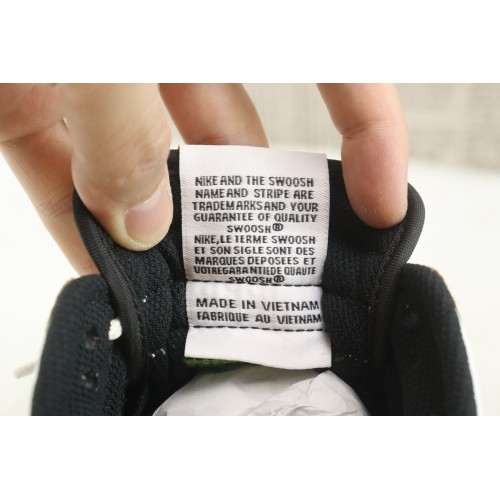 NIKE AND THE SWOOSH
NAME AND STRIPE ARE
TRADEMARKS AND YOUR
GUARANTEE OF QUALITY
SWOOSH®
NIKE, LE TERME SWOOSH
ET SON SIGLE SONT DES
MARQUES DEPOSEES ET
VOTREGARANTIEDE QUAUTE
SWOOSH®
MADE IN VIETNAM
FABRIQUE AU VIETNAM